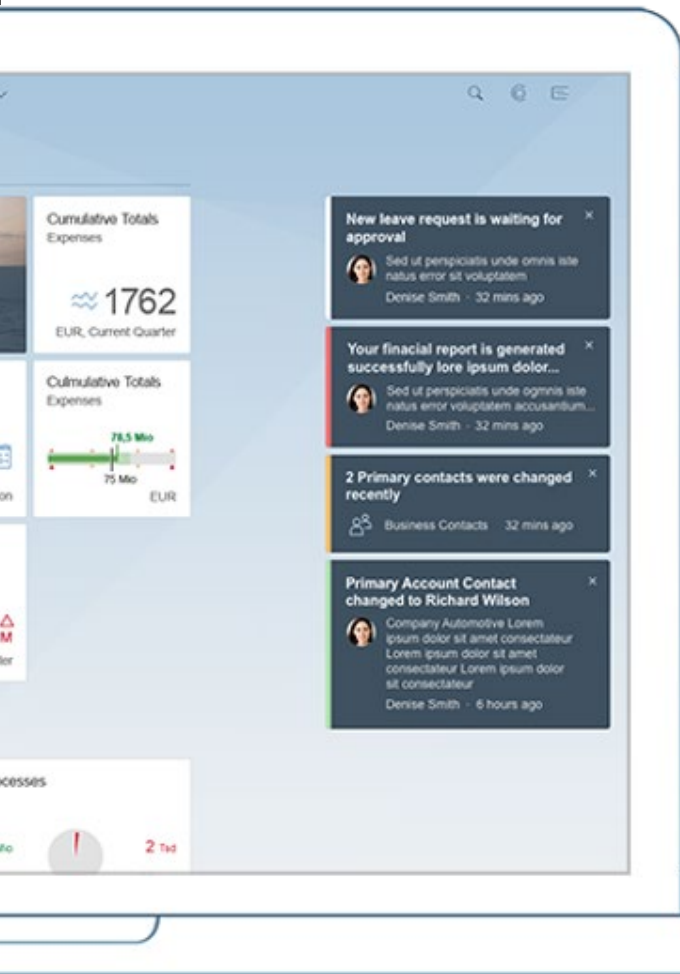 Cumulative Totals
Expenses
1762
EUR, Current Quarter
Culmulative Totals
Expenses
78,5 Mio
75 Mio
EUR
on
M
ler
ocesses
Mio
2 Tsd
New leave request is waiting for
approval
Sed ut perspiciatis unde omnis iste
natus error sit voluptatem
Denise Smith · 32 mins ago
Your finacial report is generated
successfully lore ipsum dolor...
Sed ut perspiciatis unde ogmnis iste
natus error voluptatem accusantium...
Denise Smith · 32 mins ago
2 Primary contacts were changed
recently
Business Contacts 32 mins ago
Primary Account Contact
changed to Richard Wilson
Company Automotive Lorem
ipsum dolor sit amet consectateur
Lorem ipsum dolor sit amet
consectateur Lorem ipsum dolor
sit consectateur
Denise Smith · 6 hours ago